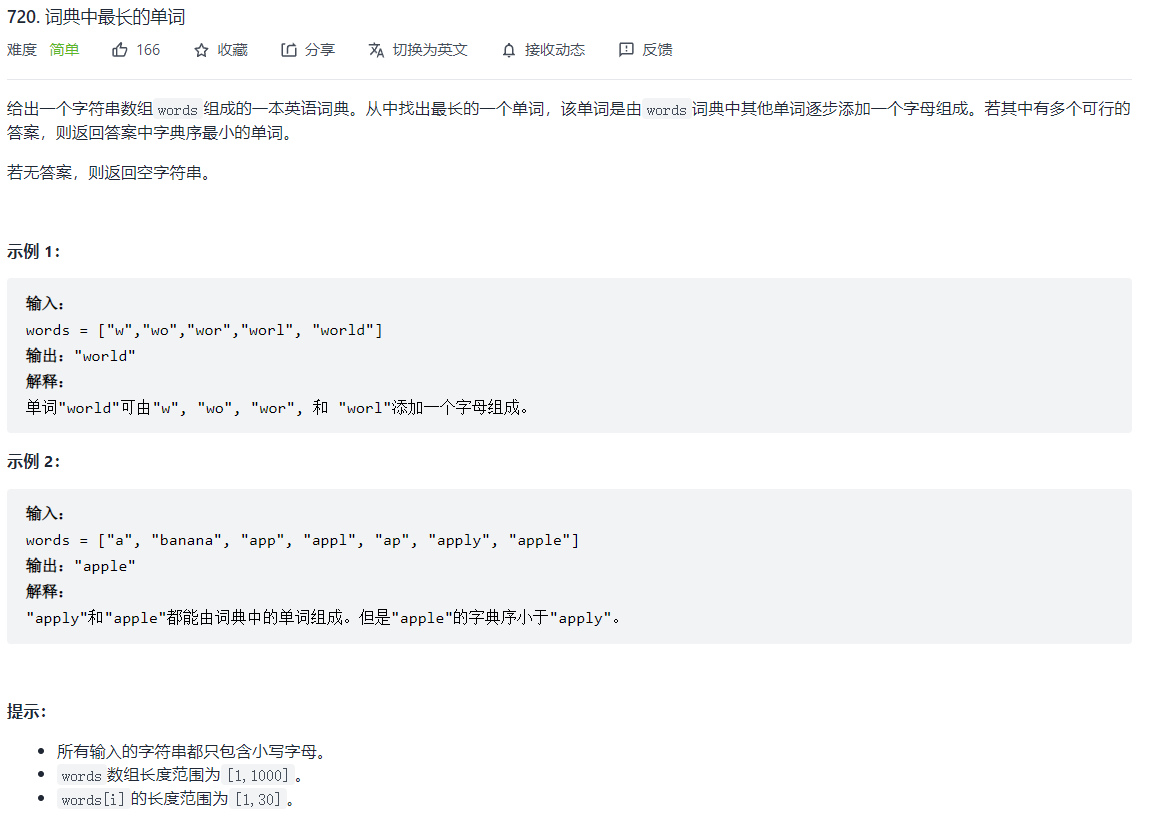 720. 词典中最长的单词
难度 简单 166 收藏 分享 切换为英文 接收动态 反馈
给出一个字符串数组 words 组成的一本英语词典。从中找出最长的一个单词，该单词是由 words 词典中其他单词逐步添加一个字母组成。若其中有多个可行的
答案，则返回答案中字典序最小的单词。
若无答案，则返回空字符串。
示例 1：
输入：
words = ["w","wo","wor","worl", "world"]
输出："world"
解释：
单词"world"可由"w", "wo", "wor", 和 "worl"添加一个字母组成。
示例 2：
输入：
words = ["a", "banana", "app", "appl", "ap", "apply", "apple"]
输出："apple"
解释：
"apply"和"apple"都能由词典中的单词组成。但是"apple"的字典序小于"apply"。
提示：
所有输入的字符串都只包含小写字母。
words 数组长度范围为 [1,1000] 。
words[i] 的长度范围为 [1,30] 。